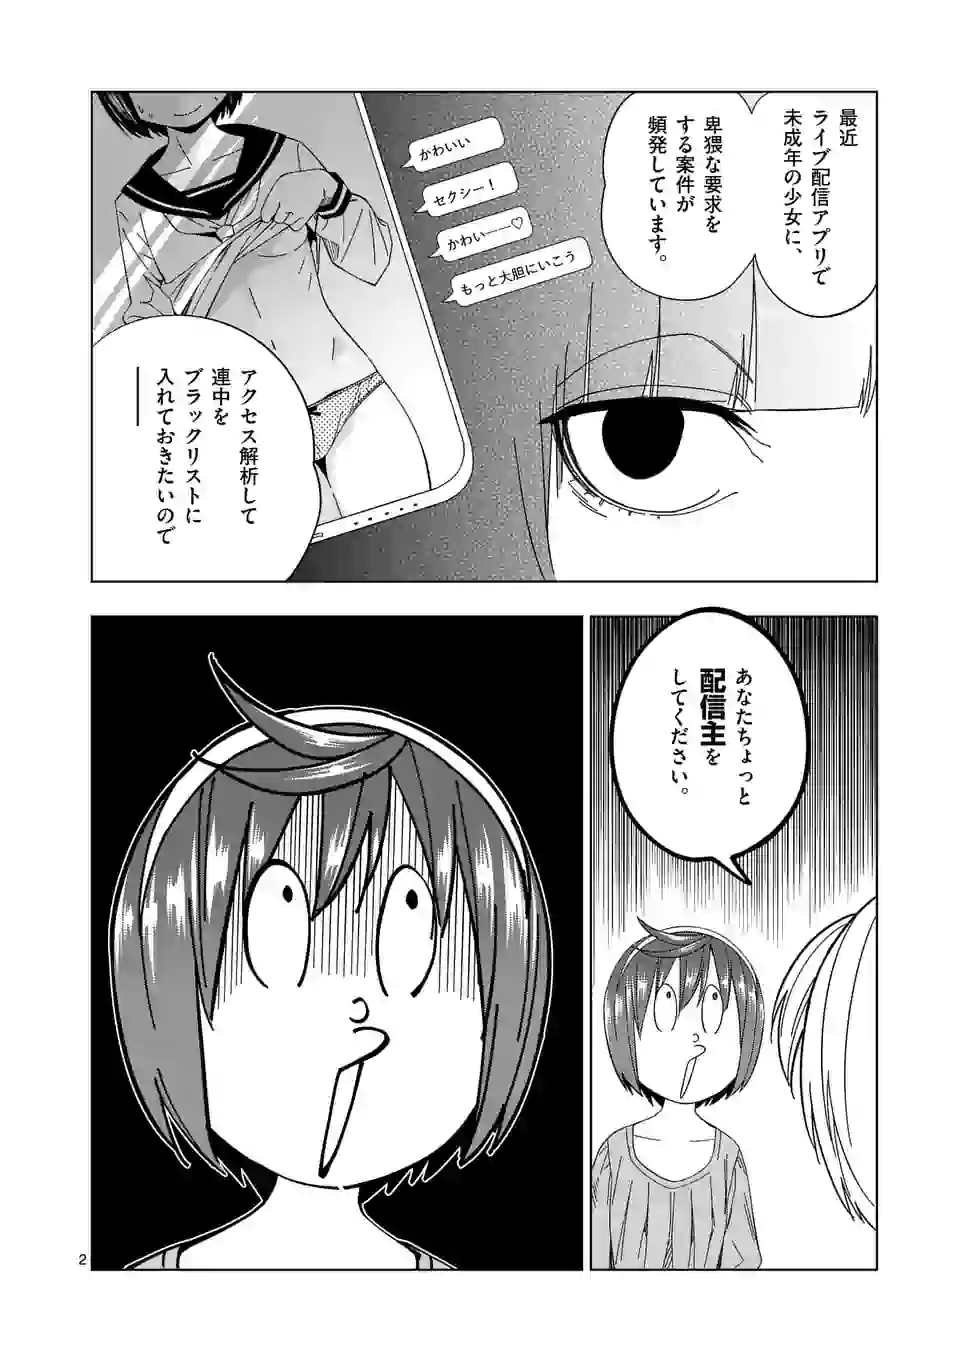 最近
ライブ配信アプリで
未成年の少女に、
卑猥な要求を
する案件が
頻発しています。
かわいい
セクシー！
かわいーー♡
もっと大胆にいこう
アクセス解析して
連中を
ブラックリストに
入れておきたいので
――
あなたちょっと
配信主を
してください。
2